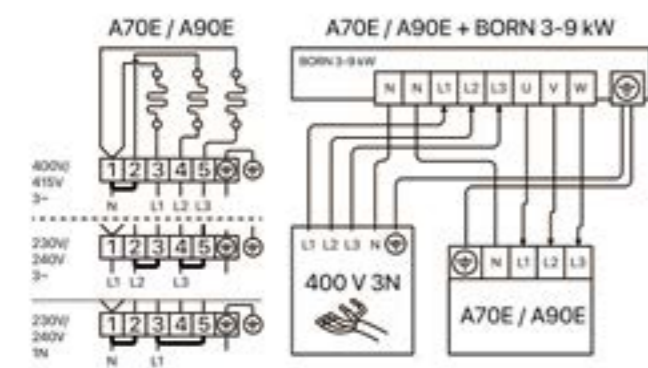 A70E / A90E
1 2 3 4 5
400V/
415V
3~
N L1 L2 L3
1 2 3 4 5
230V/
240V
3~
L1 L2 L3
1 2 3 4 5
230V/
240V
1N
N L1
A70E / A90E + BORN 3-9 kW
BORN 3-9 kW
N N L1 L2 L3 U V W
L1 L2 L3 N
400 V 3N
N L1 L2 L3
A70E / A90E